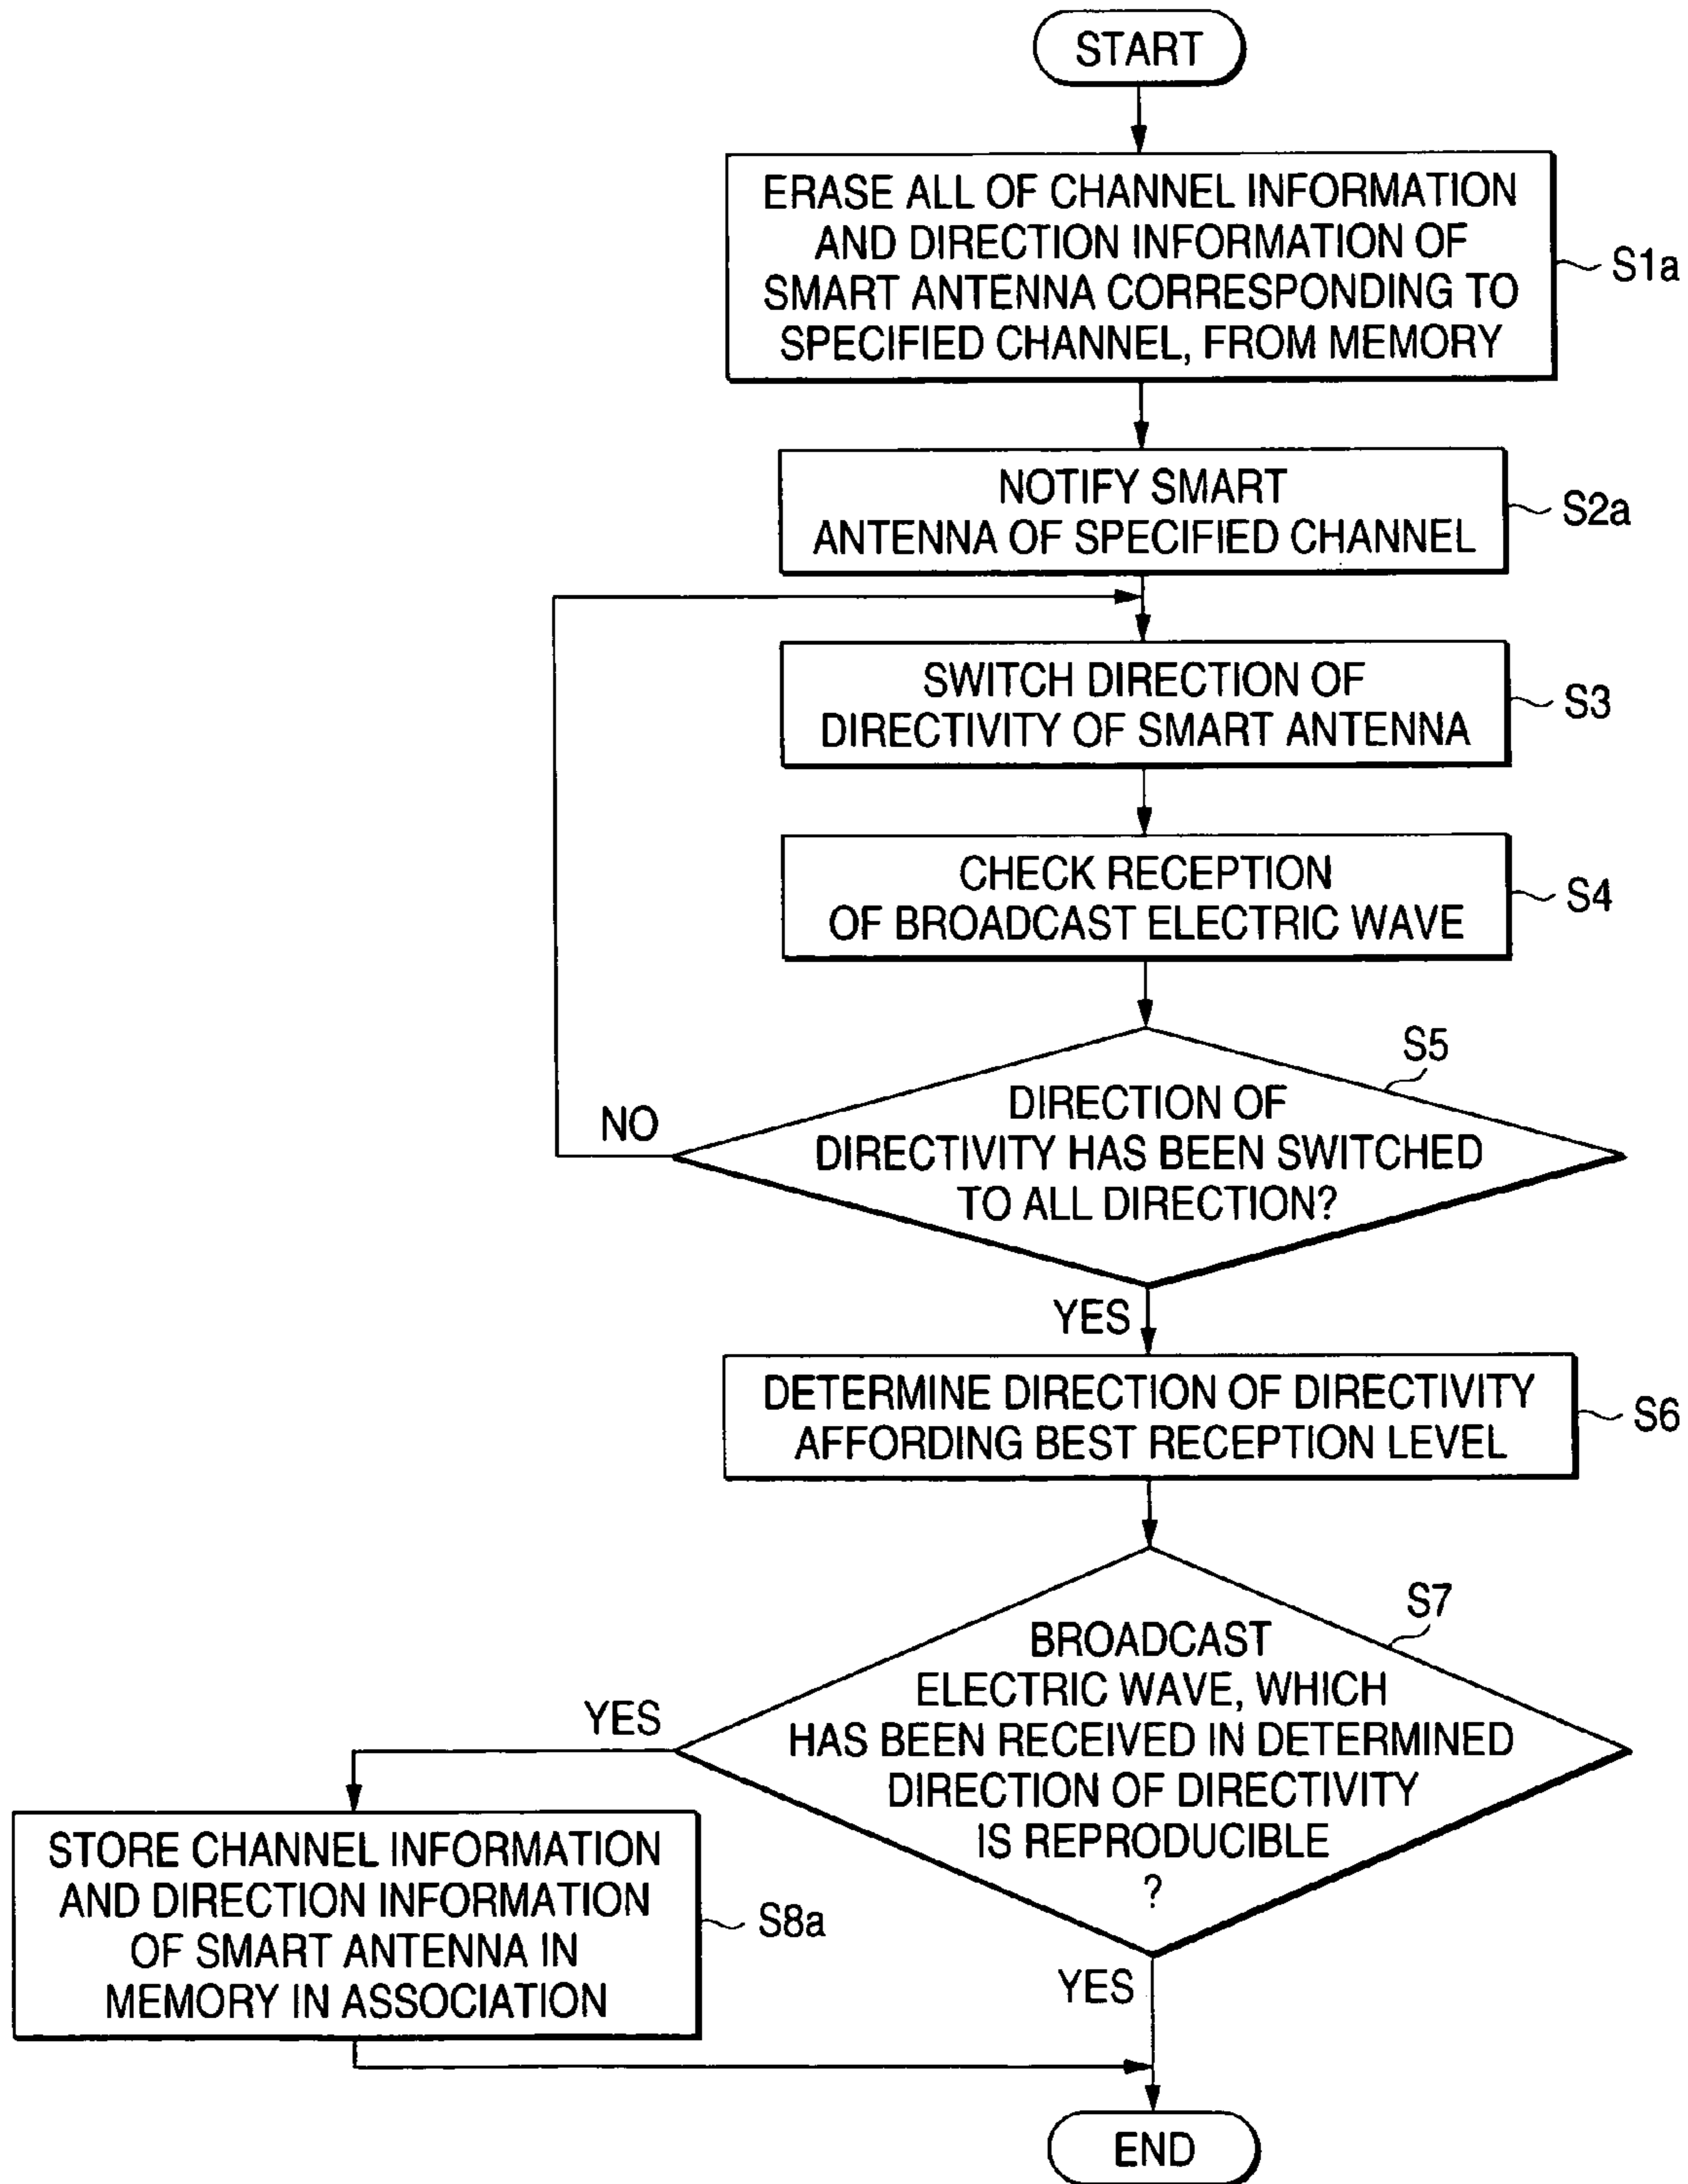 START
ERASE ALL OF CHANNEL INFORMATION
AND DIRECTION INFORMATION OF
SMART ANTENNA CORRESPONDING TO
SPECIFIED CHANNEL, FROM MEMORY
S1a
NOTIFY SMART
ANTENNA OF SPECIFIED CHANNEL
S2a
SWITCH DIRECTION OF
DIRECTIVITY OF SMART ANTENNA
S3
CHECK RECEPTION
OF BROADCAST ELECTRIC WAVE
S4
S5
DIRECTION OF
DIRECTIVITY HAS BEEN SWITCHED
TO ALL DIRECTION?
NO
YES
DETERMINE DIRECTION OF DIRECTIVITY
AFFORDING BEST RECEPTION LEVEL
S6
S7
BROADCAST
ELECTRIC WAVE, WHICH
HAS BEEN RECEIVED IN DETERMINED
DIRECTION OF DIRECTIVITY
IS REPRODUCIBLE
?
YES
STORE CHANNEL INFORMATION
AND DIRECTION INFORMATION
OF SMART ANTENNA IN
MEMORY IN ASSOCIATION
S8a
YES
END